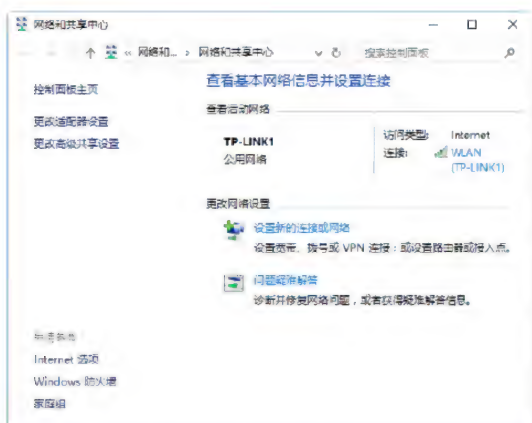 网络和共享中心
« 网络和... › 网络和共享中心
搜索控制面板
控制面板主页
更改适配器设置
更改高级共享设置
查看基本网络信息并设置连接
查看活动网络
TP-LINK1
公用网络
访问类型: Internet
连接: WLAN
(TP-LINK1)
更改网络设置
设置新的连接或网络
设置宽带、拨号或 VPN 连接;或设置路由器或接入点。
问题疑难解答
诊断并修复网络问题,或者获得疑难解答信息。
另请参阅
Internet 选项
Windows 防火墙
家庭组